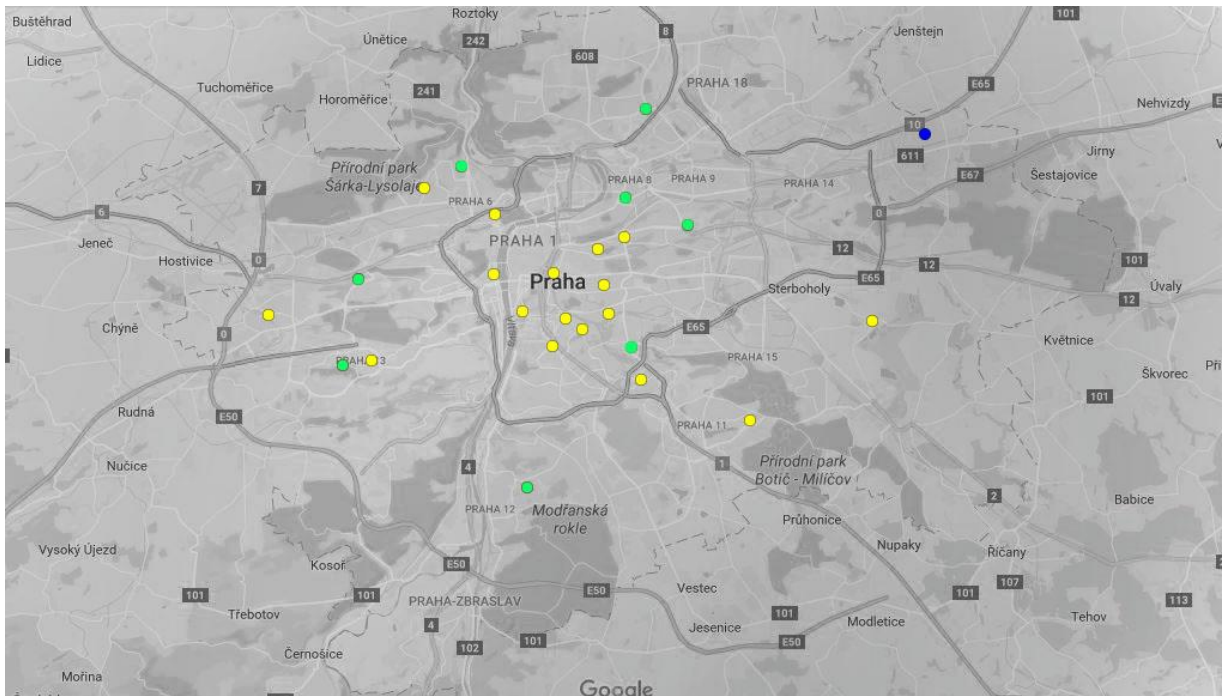 Roztoky
Buštěhrad
101
8
Jenštejn
Únětice
242
608
Lidice
PRAHA 18
E65
Tuchoměřice
241
Nehvizdy
Horoměřice
10
611
Jirny
Přírodní park
Šárka-Lysolaje
PRAHA 8
PRAHA 9
PRAHA 14
E67
Šestajovice
7
PRAHA 6
6
0
Jeneč
PRAHA 1
12
Hostivice
0
12
101
E65
Praha
Sterboholy
Úvaly
12
Chýně
Vltava
E65
0
Květnice
PRAHA 13
PRAHA 15
Škvorec
Rudná
E50
101
PRAHA 11
Nučice
4
1
Přírodní park
Botič - Milíčov
2
Babice
PRAHA 12
Modřanská
rokle
Průhonice
Vysoký Újezd
Nupaky
Říčany
Kosoř
E50
Vestec
107
101
101
PRAHA-ZBRASLAV
E50
101
113
Třebotov
4
101
Modletice
Tehov
Jesenice
E50
101
102
Černošice
Mořina
Google